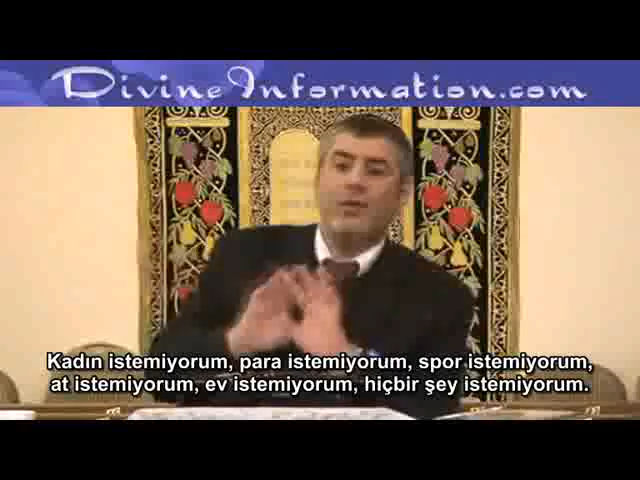 DivineInformation.com
Kadın istemiyorum, para istemiyorum, spor istemiyorum,
at istemiyorum, ev istemiyorum, hiçbir şey istemiyorum.